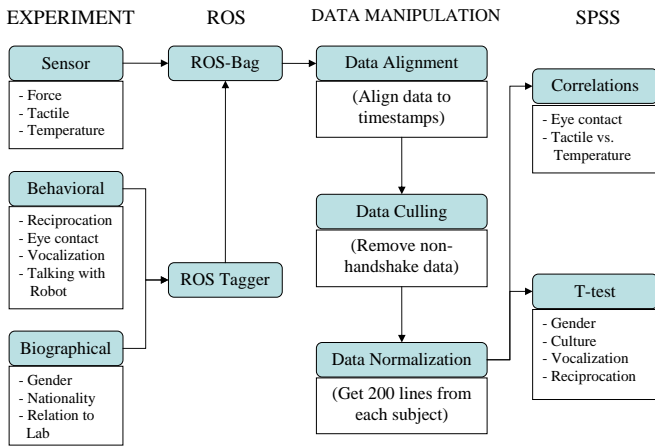 EXPERIMENT
ROS
DATA MANIPULATION
SPSS
Sensor
- Force
- Tactile
- Temperature
Behavioral
- Reciprocation
- Eye contact
- Vocalization
- Talking with
Robot
Biographical
- Gender
- Nationality
- Relation to
Lab
ROS-Bag
ROS Tagger
Data Alignment
(Align data to
timestamps)
Data Culling
(Remove non-
handshake data)
Data Normalization
(Get 200 lines from
each subject)
Correlations
- Eye contact
- Tactile vs.
Temperature
T-test
- Gender
- Culture
- Vocalization
- Reciprocation